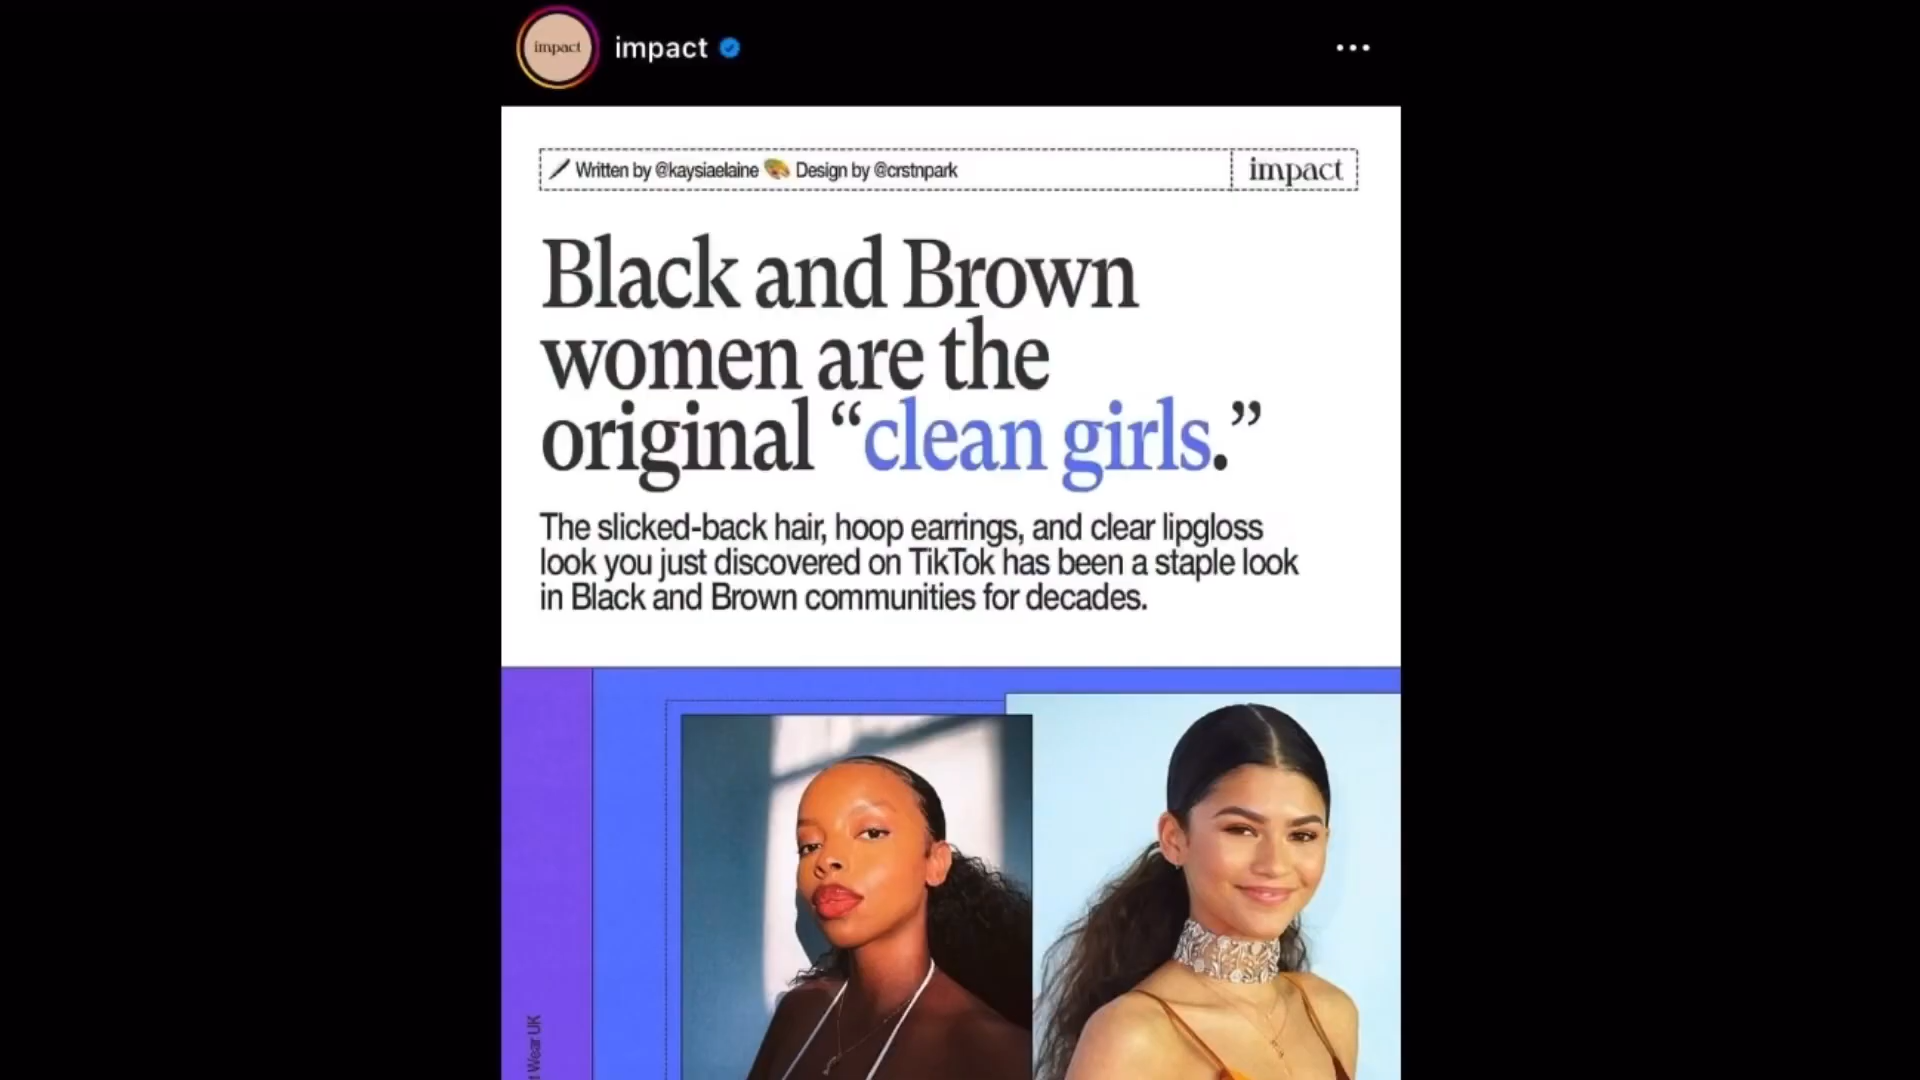 impact
impact
Written by @kaysiaelaine Design by @crstnpark
impact
Black and Brown
women are the
original “clean girls.”
The slicked-back hair, hoop earrings, and clear lipgloss
look you just discovered on TikTok has been a staple look
in Black and Brown communities for decades.
Wear UK